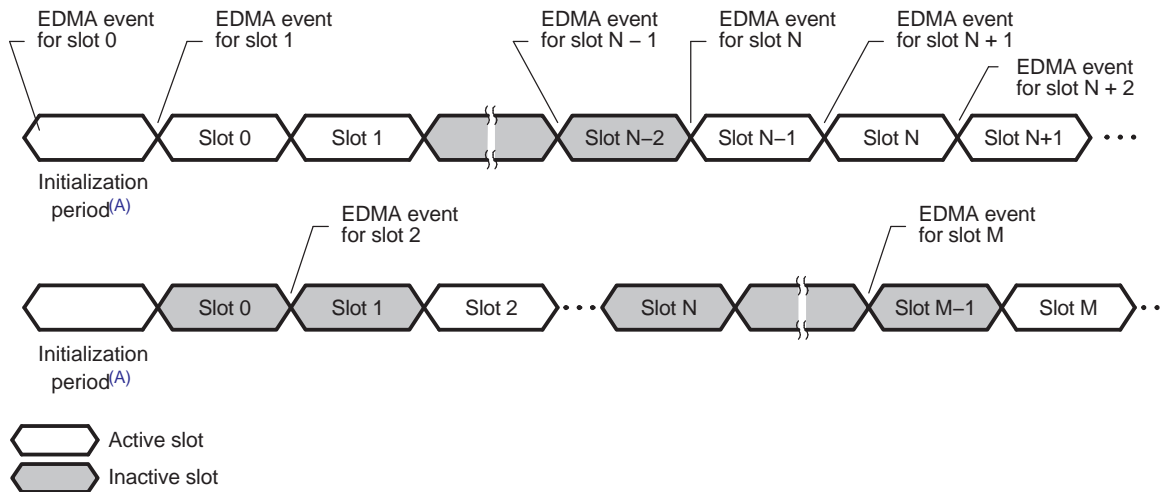 EDMA event
for slot 0
EDMA event
for slot 1
EDMA event
for slot N – 1
EDMA event
for slot N
EDMA event
for slot N + 1
EDMA event
for slot N + 2
Slot 0
Slot 1
Slot N–2
Slot N–1
Slot N
Slot N+1
Initialization
period(A)
EDMA event
for slot 2
EDMA event
for slot M
Slot 0
Slot 1
Slot 2
Slot N
Slot M–1
Slot M
Initialization
period(A)
Active slot
Inactive slot